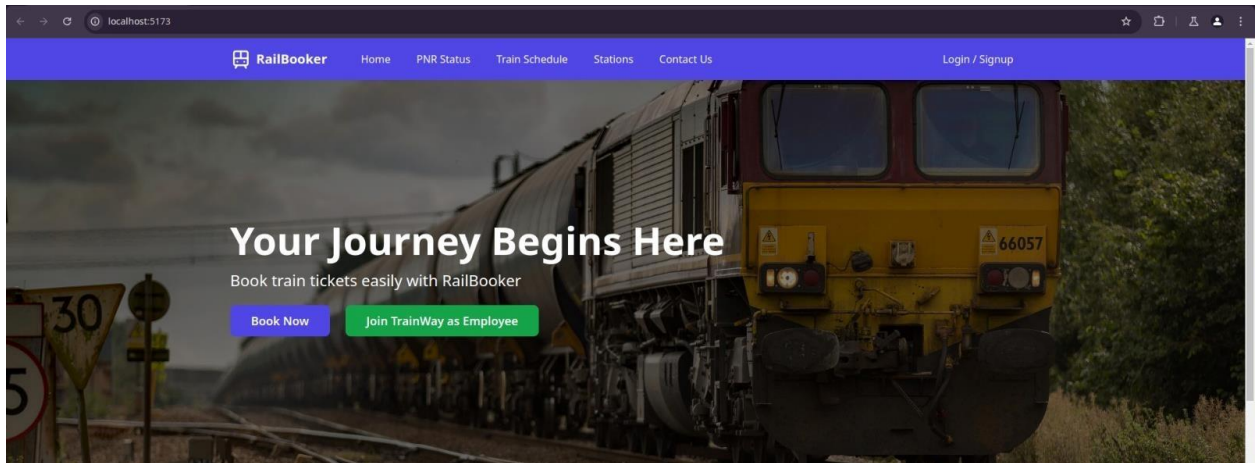 localhost:5173
RailBooker Home PNR Status Train Schedule Stations Contact Us Login / Signup
Your Journey Begins Here
Book train tickets easily with RailBooker
Book Now Join TrainWay as Employee
66057
30
5